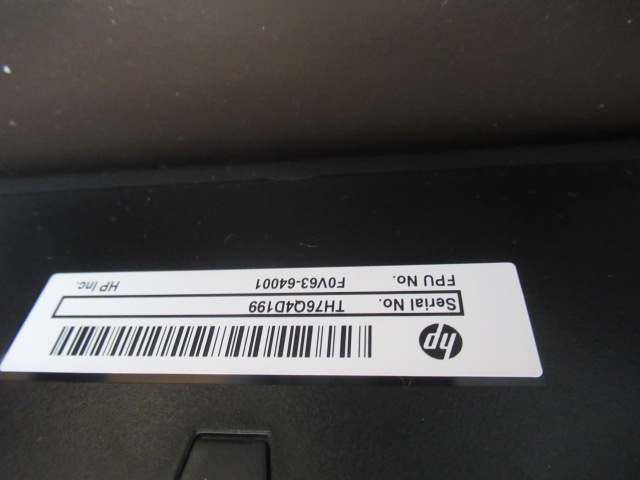 hp
Serial No. TH76Q4D199
FPU No. F0V63-64001 HP Inc.